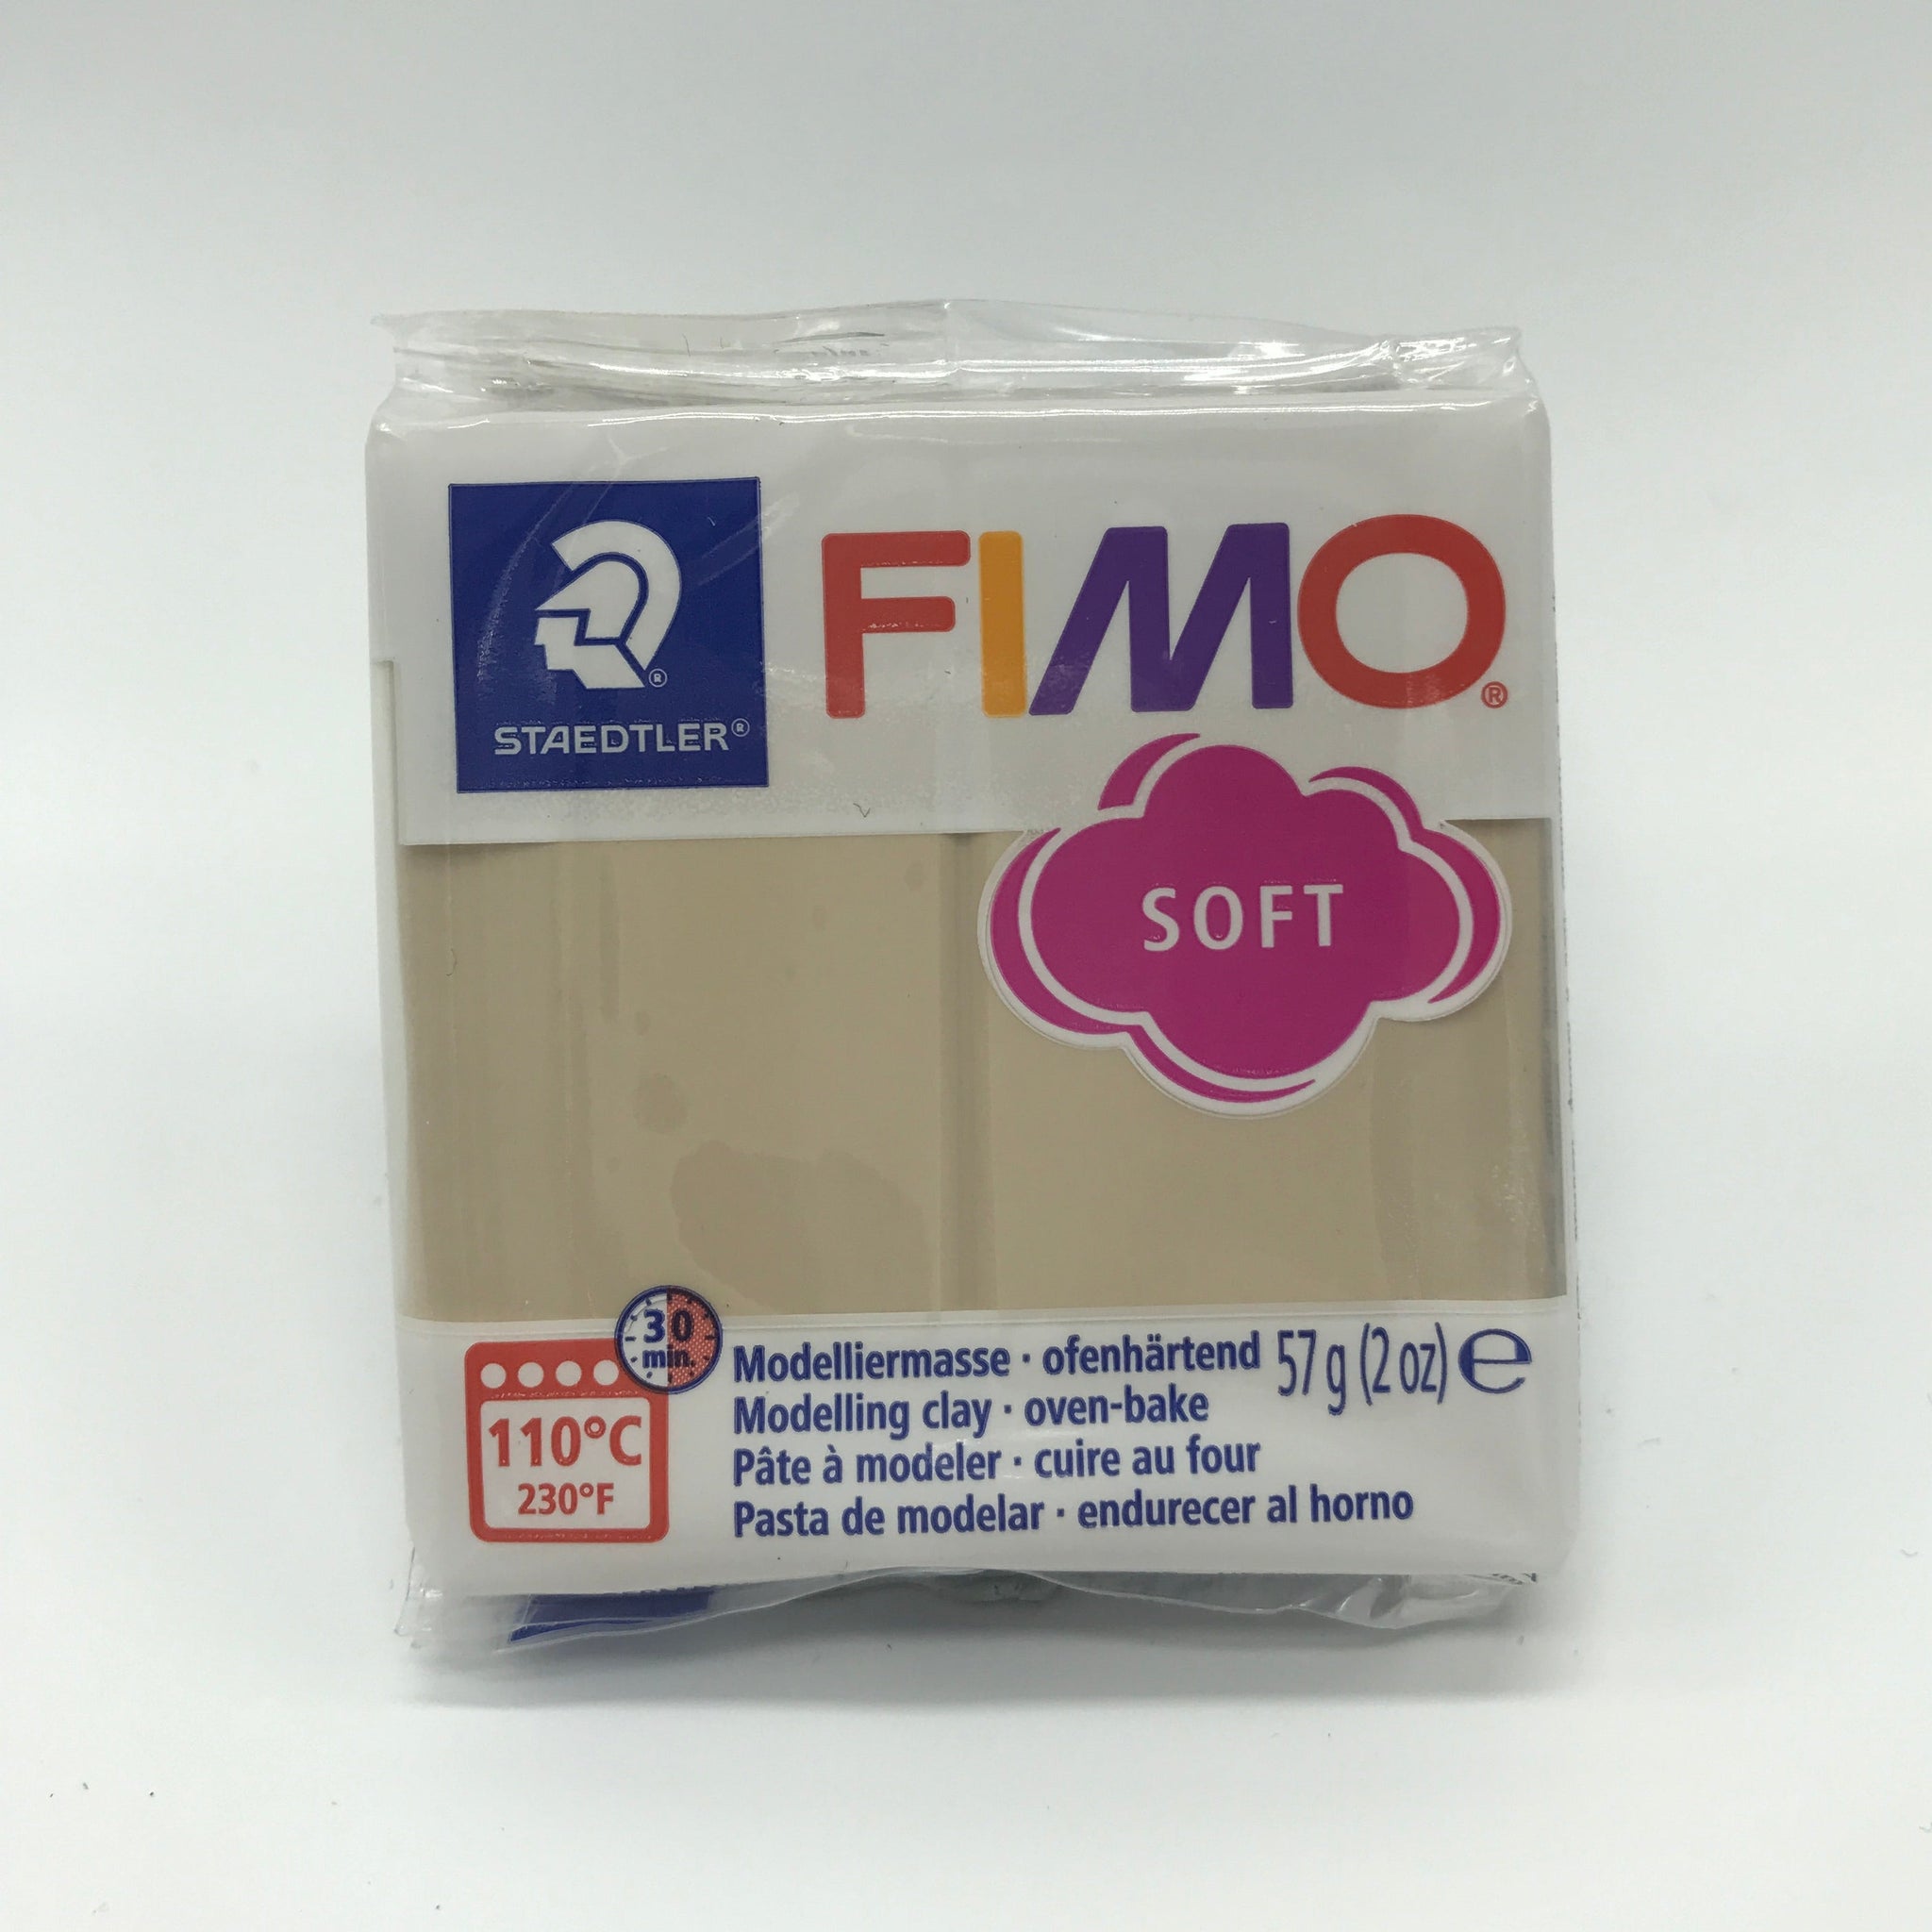 STAEDTLER®
FIMO®
SOFT
30
min.
110°C
230°F
Modelliermasse · ofenhärtend
57 g (2 oz) ℮
Modelling clay · oven-bake
Pâte à modeler · cuire au four
Pasta de modelar · endurecer al horno